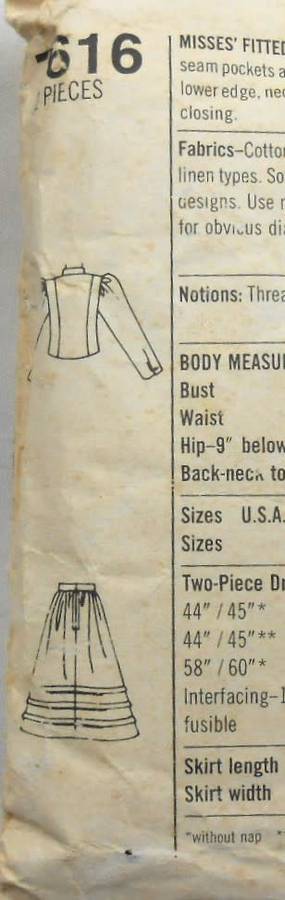 616
PIECES
MISSES' FITTED
seam pockets a
lower edge, nec
closing.
Fabrics–Cotto
linen types. So
designs. Use n
for obvious dia
Notions: Threa
BODY MEASU
Bust
Waist
Hip–9" below
Back-neck to
Sizes U.S.A.
Sizes
Two-Piece Dr
44"/45"*
44"/45"**
58"/60"*
Interfacing–1
fusible
Skirt length
Skirt width
*without nap *